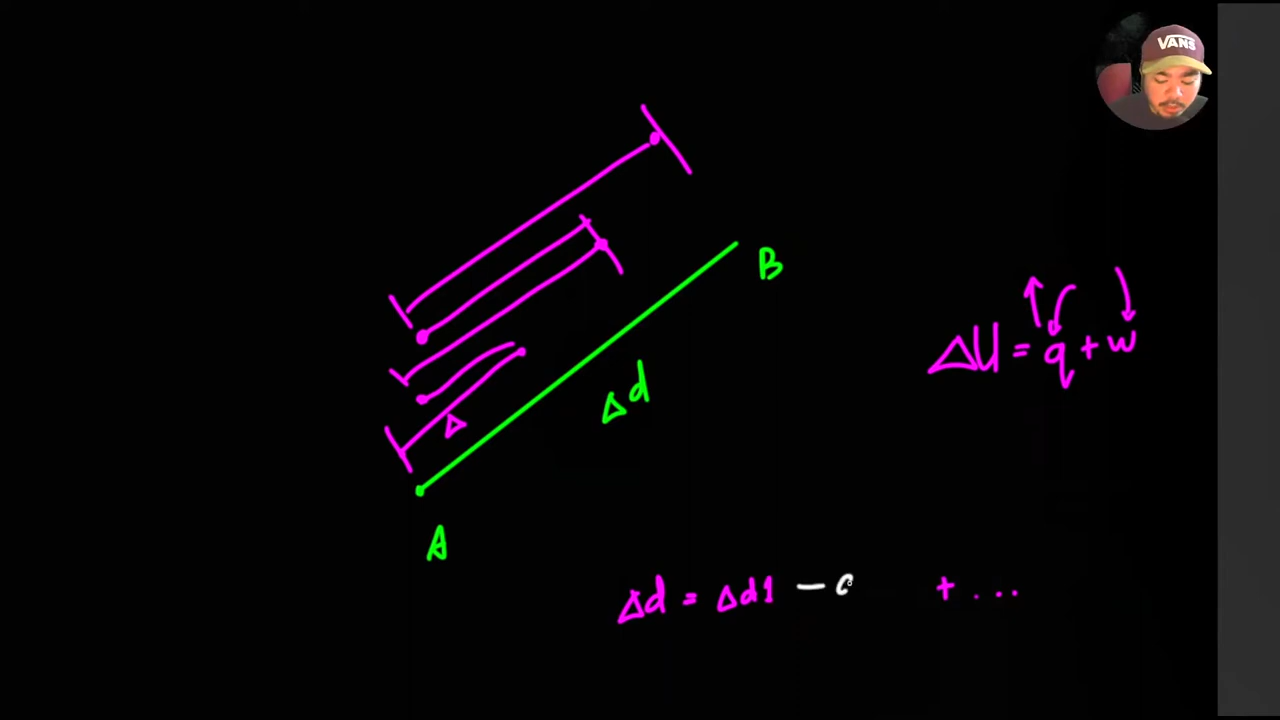 VANS
B
ΔU = q + w
Δd
Δ
A
Δd = Δd1 − + ...